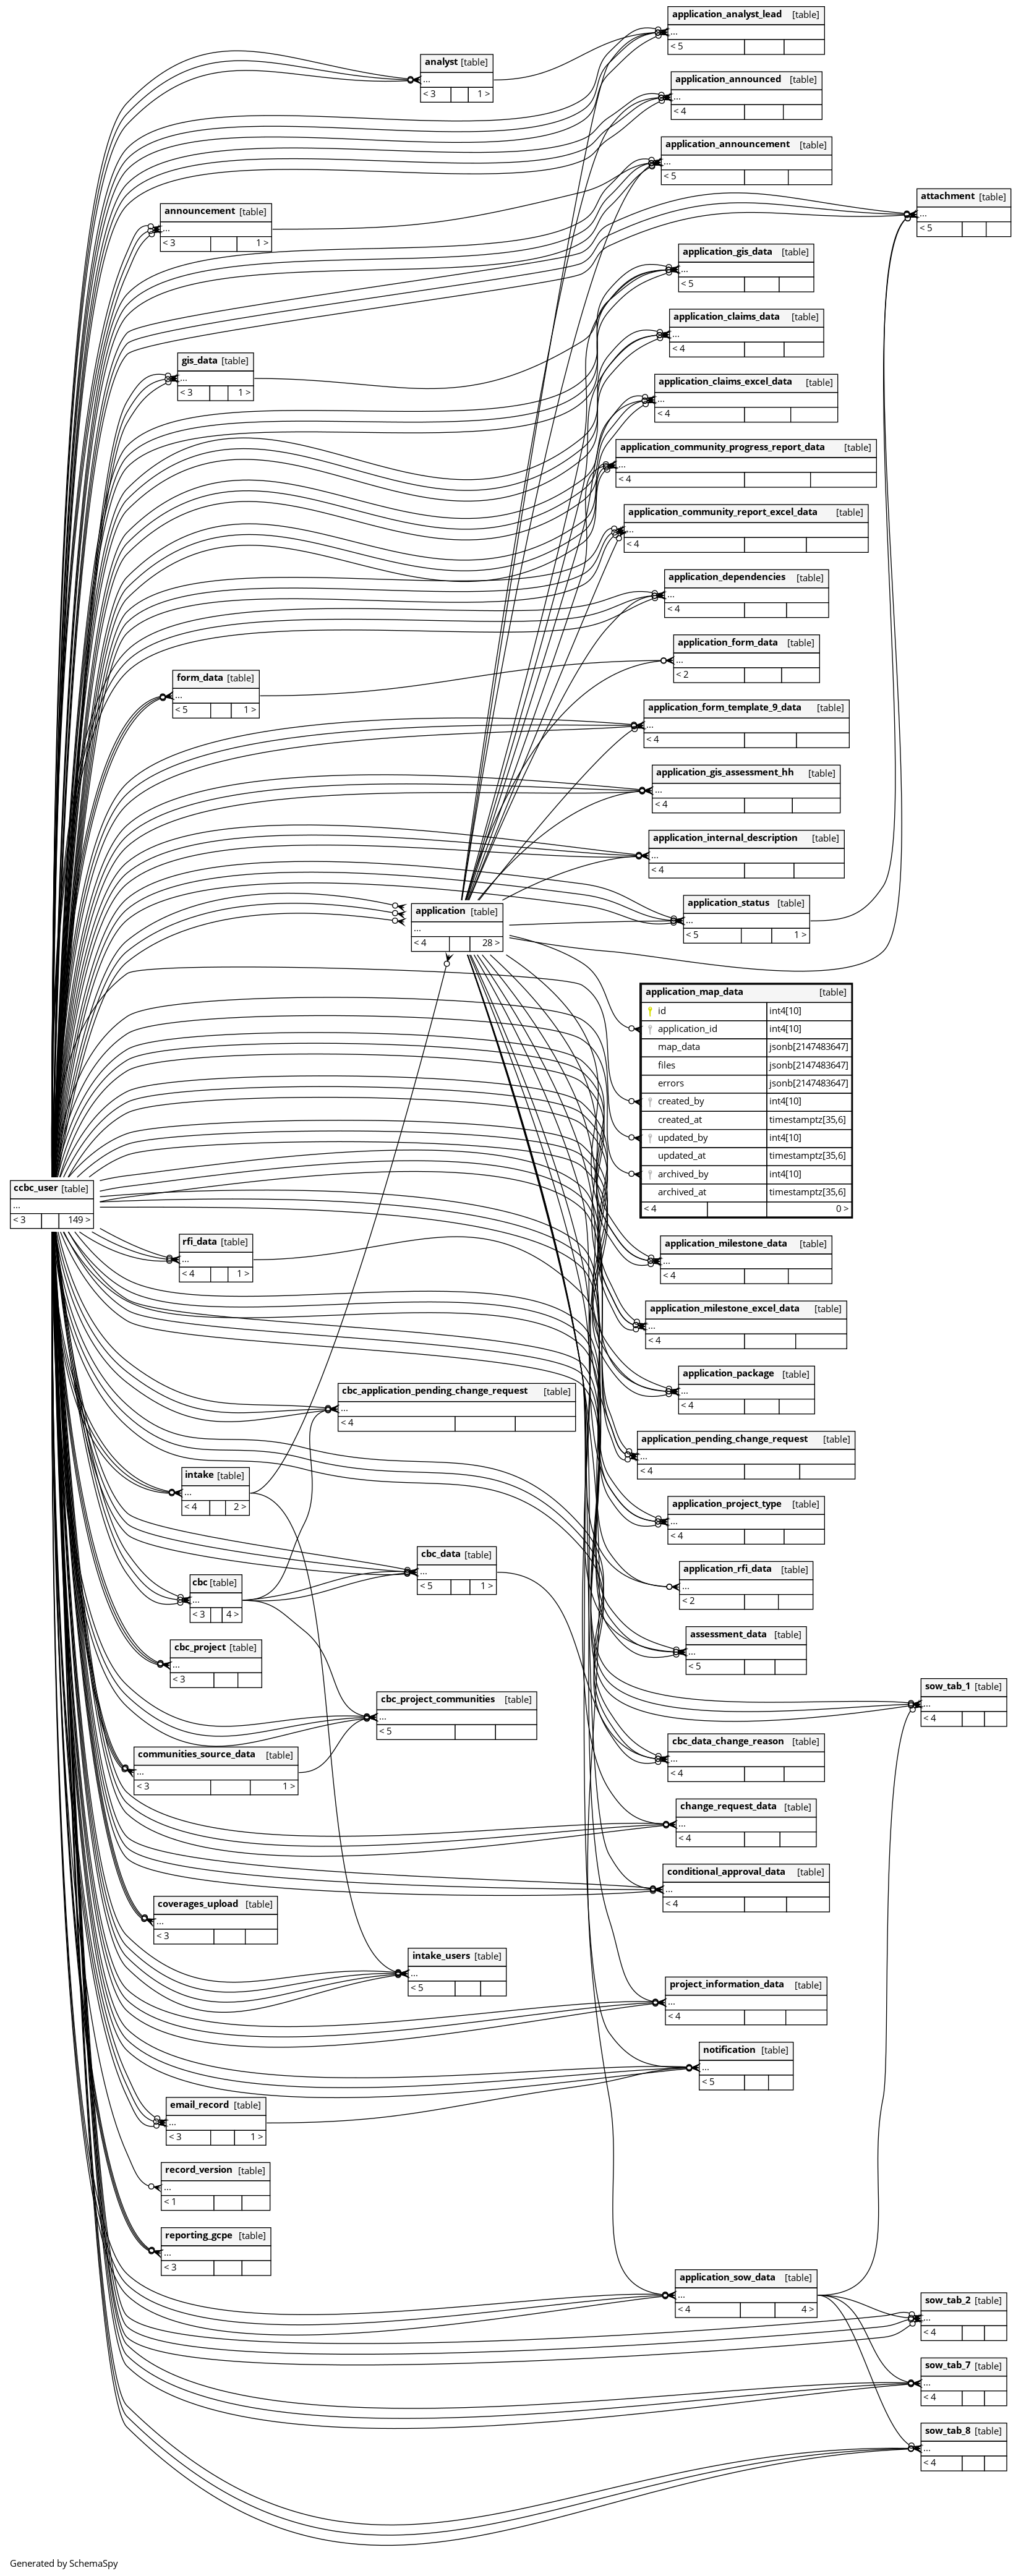 application_analyst_lead [table]
...
< 5
analyst [table]
...
< 3 1 >
application_announced [table]
...
< 4
application_announcement [table]
...
< 5
attachment [table]
...
< 5
announcement [table]
...
< 3 1 >
application_gis_data [table]
...
< 5
application_claims_data [table]
...
< 4
gis_data [table]
...
< 3 1 >
application_claims_excel_data [table]
...
< 4
application_community_progress_report_data [table]
...
< 4
application_community_report_excel_data [table]
...
< 4
application_dependencies [table]
...
< 4
application_form_data [table]
...
< 2
form_data [table]
...
< 5 1 >
application_form_template_9_data [table]
...
< 4
application_gis_assessment_hh [table]
...
< 4
application_internal_description [table]
...
< 4
application_status [table]
...
< 5 1 >
application [table]
...
< 4 28 >
application_map_data [table]
id int4[10]
application_id int4[10]
map_data jsonb[2147483647]
files jsonb[2147483647]
errors jsonb[2147483647]
created_by int4[10]
created_at timestamptz[35,6]
updated_by int4[10]
updated_at timestamptz[35,6]
archived_by int4[10]
archived_at timestamptz[35,6]
< 4 0 >
ccbc_user [table]
...
< 3 149 >
rfi_data [table]
...
< 4 1 >
application_milestone_data [table]
...
< 4
application_milestone_excel_data [table]
...
< 4
application_package [table]
...
< 4
cbc_application_pending_change_request [table]
...
< 4
application_pending_change_request [table]
...
< 4
intake [table]
...
< 4 2 >
application_project_type [table]
...
< 4
cbc_data [table]
...
< 5 1 >
application_rfi_data [table]
...
< 2
cbc [table]
...
< 3 4 >
assessment_data [table]
...
< 5
cbc_project [table]
...
< 3
sow_tab_1 [table]
...
< 4
cbc_project_communities [table]
...
< 5
cbc_data_change_reason [table]
...
< 4
communities_source_data [table]
...
< 3 1 >
change_request_data [table]
...
< 4
conditional_approval_data [table]
...
< 4
coverages_upload [table]
...
< 3
intake_users [table]
...
< 5
project_information_data [table]
...
< 4
notification [table]
...
< 5
email_record [table]
...
< 3 1 >
record_version [table]
...
< 1
reporting_gcpe [table]
...
< 3
application_sow_data [table]
...
< 4 4 >
sow_tab_2 [table]
...
< 4
sow_tab_7 [table]
...
< 4
sow_tab_8 [table]
...
< 4
Generated by SchemaSpy